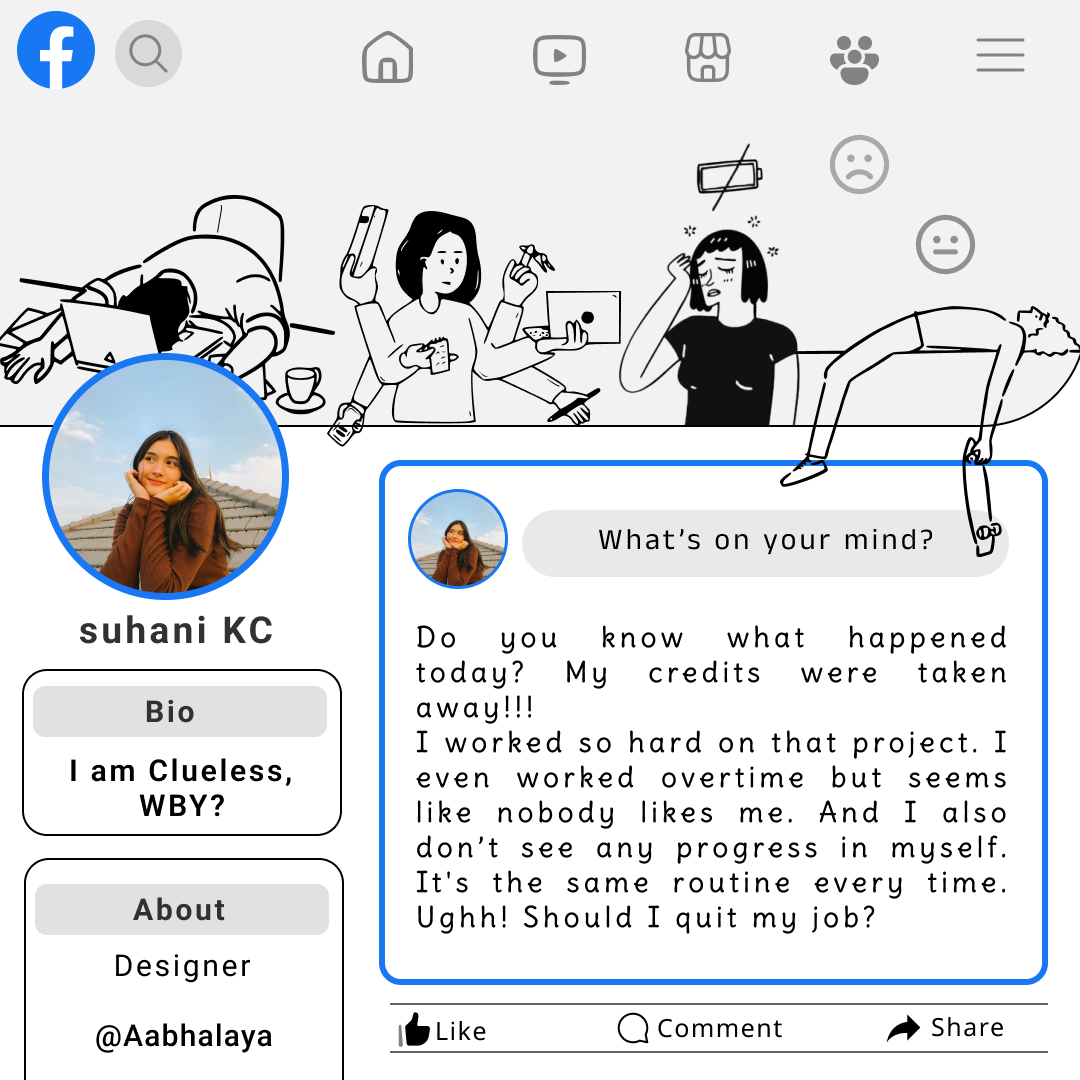 What's on your mind?
suhani KC
Bio
I am Clueless,
WBY?
About
Designer
@Aabhalaya
Do you know what happened
today? My credits were taken
away!!!
I worked so hard on that project. I
even worked overtime but seems
like nobody likes me. And I also
don't see any progress in myself.
It's the same routine every time.
Ughh! Should I quit my job?
Like
Comment
Share